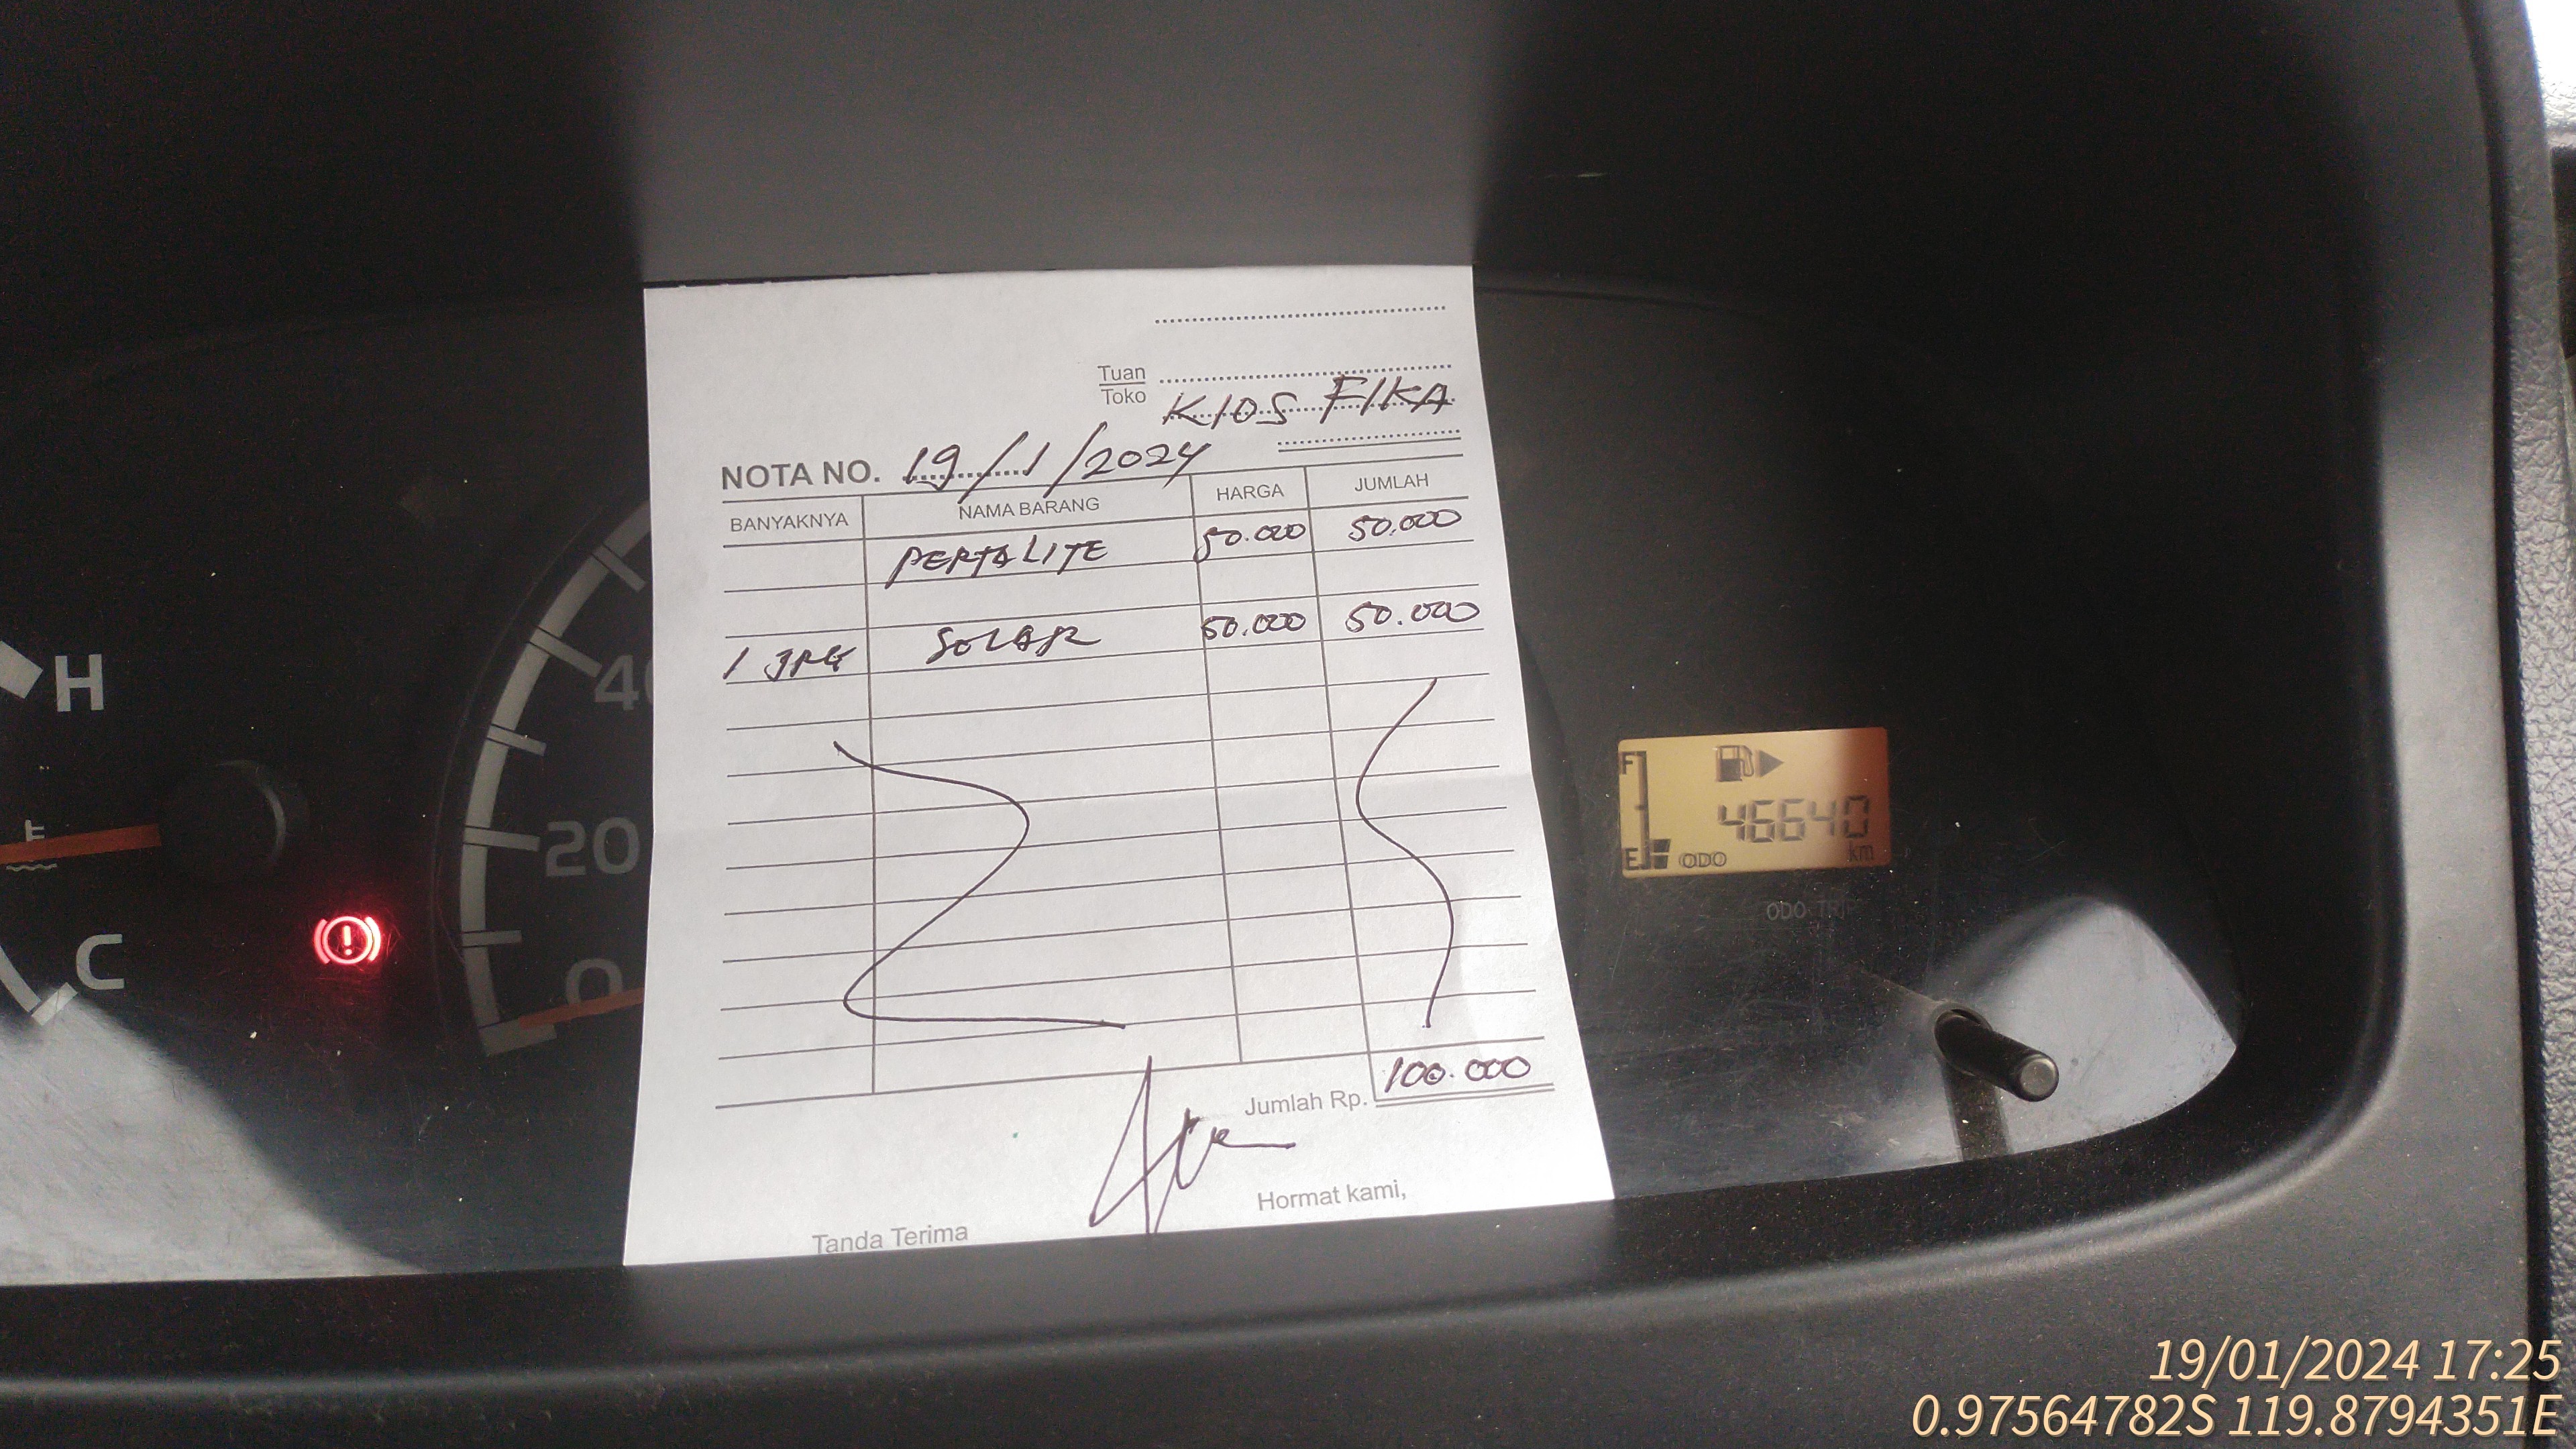 Tuan
Toko
KIOS FIKA
NOTA NO. 19/1/2024
BANYAKNYA NAMA BARANG HARGA JUMLAH
PERTALITE 50.000 50.000
1 JRG SOLAR 50.000 50.000
Jumlah Rp. 100.000
Tanda Terima
Hormat kami,
H
C
40
20
0
F
46640
E ODO km
ODO TRIP
19/01/2024 17:25
0.97564782S 119.8794351E